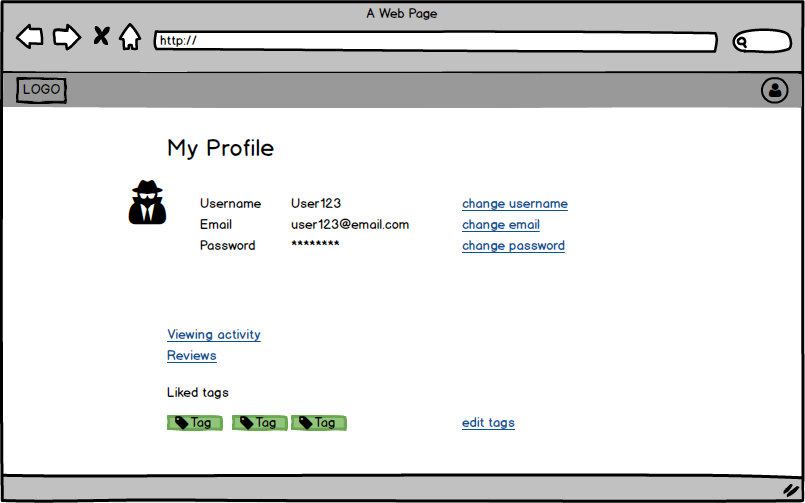 A Web Page
http://
LOGO
My Profile
Username User123 change username
Email user123@email.com change email
Password ******** change password
Viewing activity
Reviews
Liked tags
Tag Tag Tag edit tags